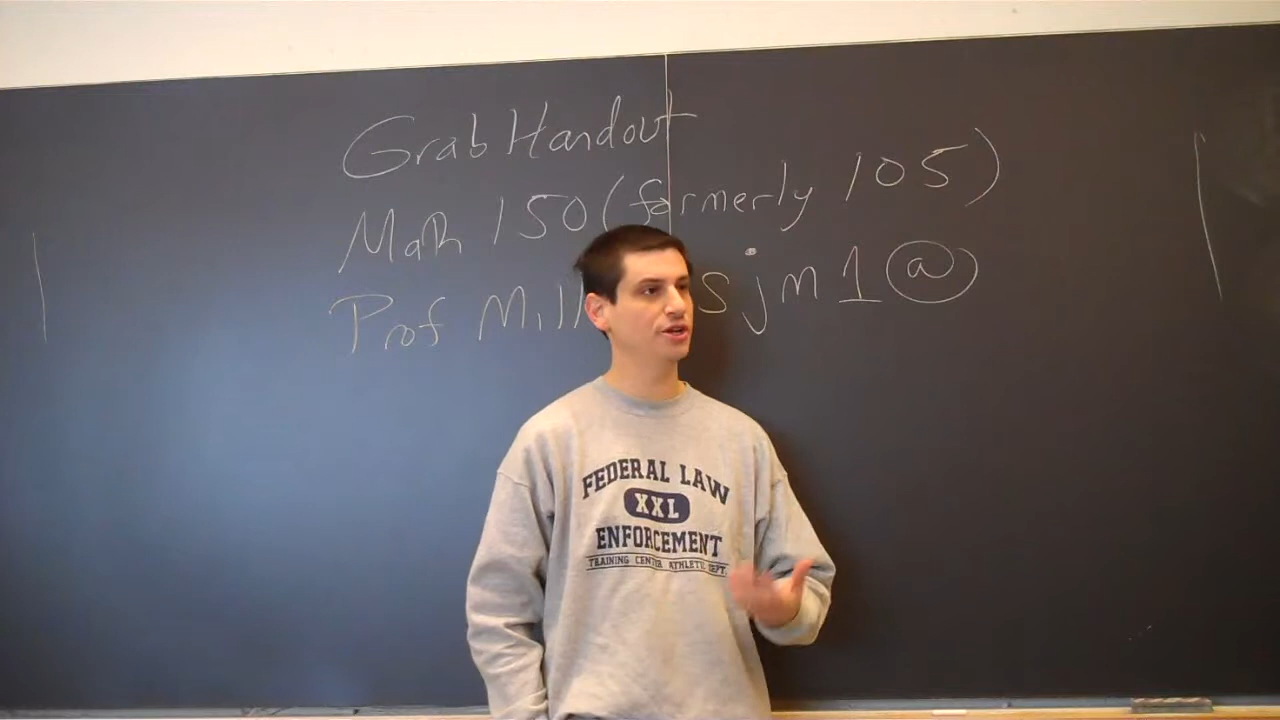 Grab Handout
Math 150 (formerly 105)
Prof sjm1@
FEDERAL LAW
XXL
ENFORCEMENT
TRAINING CENTER ATHLETIC DEPT.